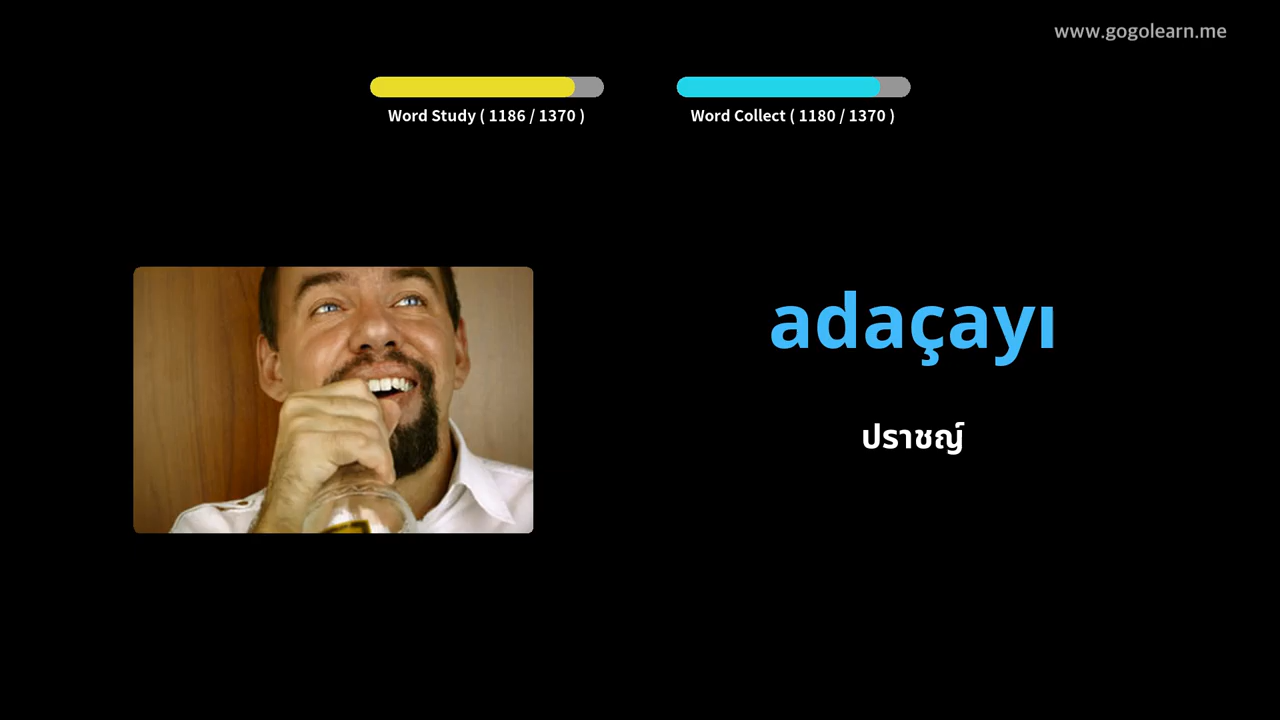 www.gogolearn.me
Word Study ( 1186 / 1370 )
Word Collect ( 1180 / 1370 )
adaçayı
ปราชญ์